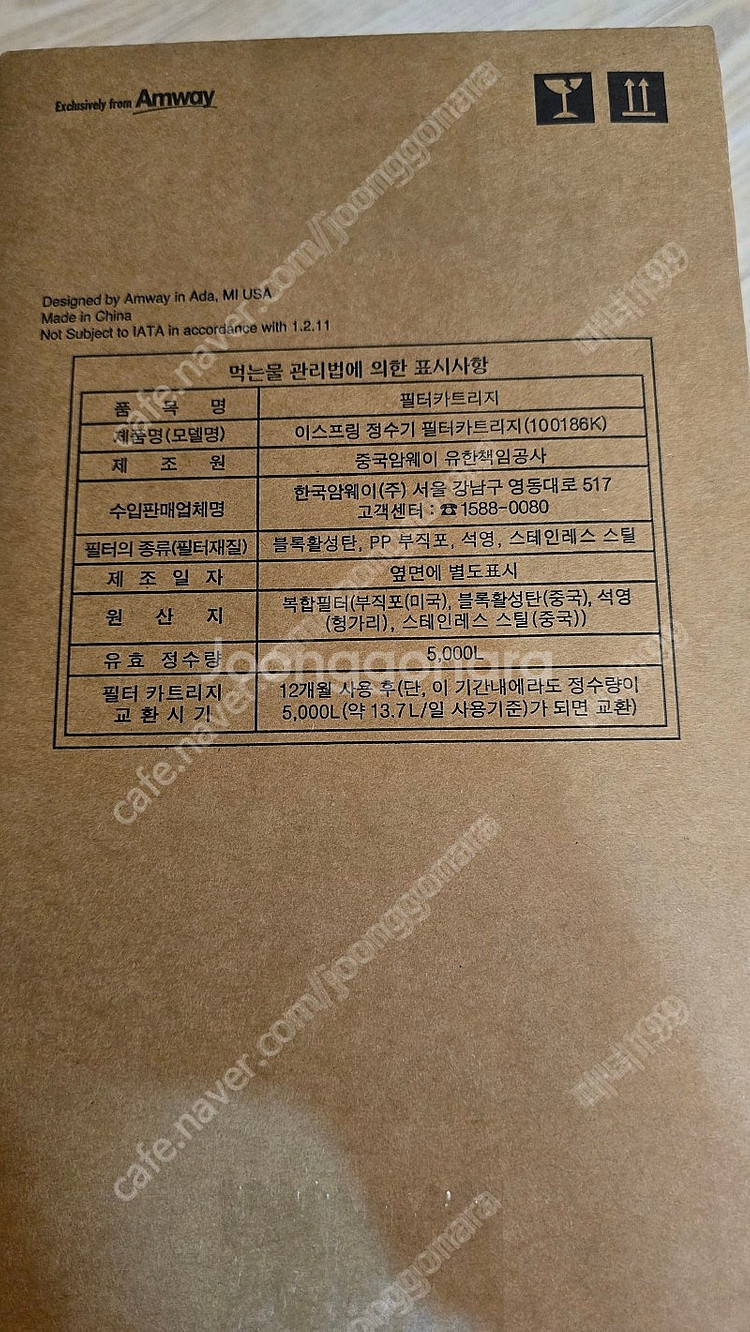 Exclusively from Amway
Designed by Amway in Ada, MI USA
Made in China
Not Subject to IATA in accordance with 1.2.11
먹는물 관리법에 의한 표시사항
품 목 명 필터카트리지
제품명(모델명) 이스프링 정수기 필터카트리지(100186K)
제 조 원 중국암웨이 유한책임공사
수입판매업체명 한국암웨이(주) 서울 강남구 영동대로 517
고객센터 : ☎1588-0080
필터의 종류(필터재질) 블록활성탄, PP 부직포, 석영, 스테인레스 스틸
제 조 일 자 옆면에 별도표시
원 산 지 복합필터(부직포(미국), 블록활성탄(중국), 석영
(헝가리), 스테인레스 스틸(중국))
유효 정수량 5,000L
필터 카트리지 12개월 사용 후(단, 이 기간내에라도 정수량이
교 환 시 기 5,000L(약 13.7L/일 사용기준)가 되면 교환)
Joonggonara
cafe.naver.com/joonggonara
cafe.naver.com/joonggonara
cafe.naver.com/joonggonara